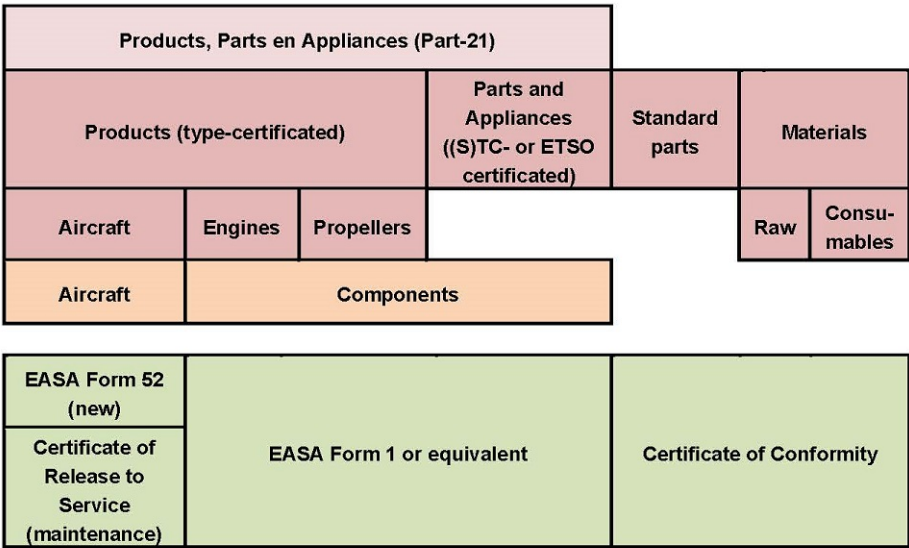 Products, Parts en Appliances (Part-21)
Products (type-certificated)
Parts and
Appliances
((S)TC- or ETSO
certificated)
Standard
parts
Materials
Aircraft
Engines
Propellers
Raw
Consu-
mables
Aircraft
Components
EASA Form 52
(new)
Certificate of
Release to
Service
(maintenance)
EASA Form 1 or equivalent
Certificate of Conformity